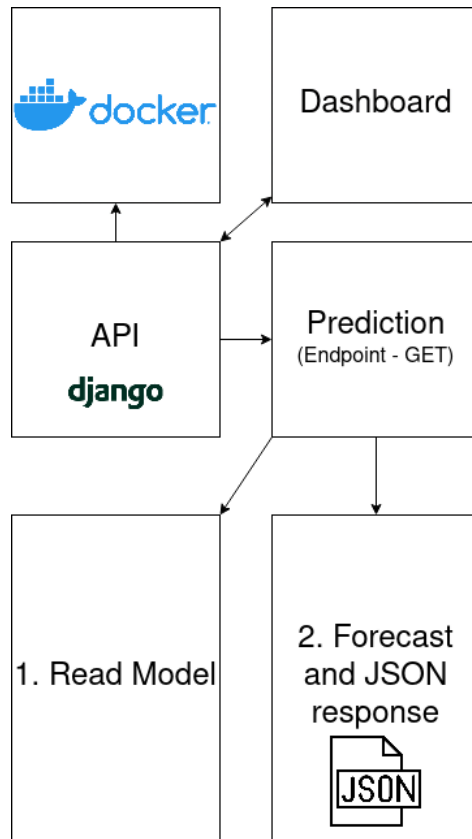 docker
Dashboard
API
django
Prediction
(Endpoint - GET)
1. Read Model
2. Forecast
and JSON
response
JSON